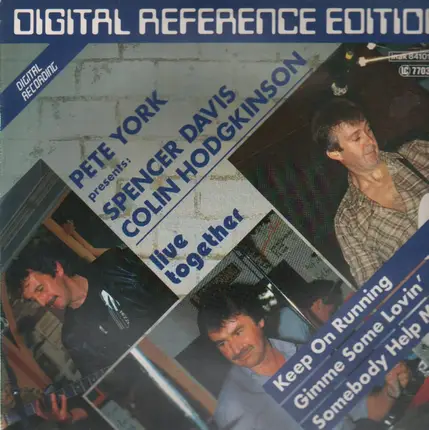 DIGITAL REFERENCE EDITION
DIGITAL
RECORDING
PETE YORK
presents:
SPENCER DAVIS
COLIN HODGKINSON
live
together
Keep On Running
Gimme Some Lovin'
Somebody Help M